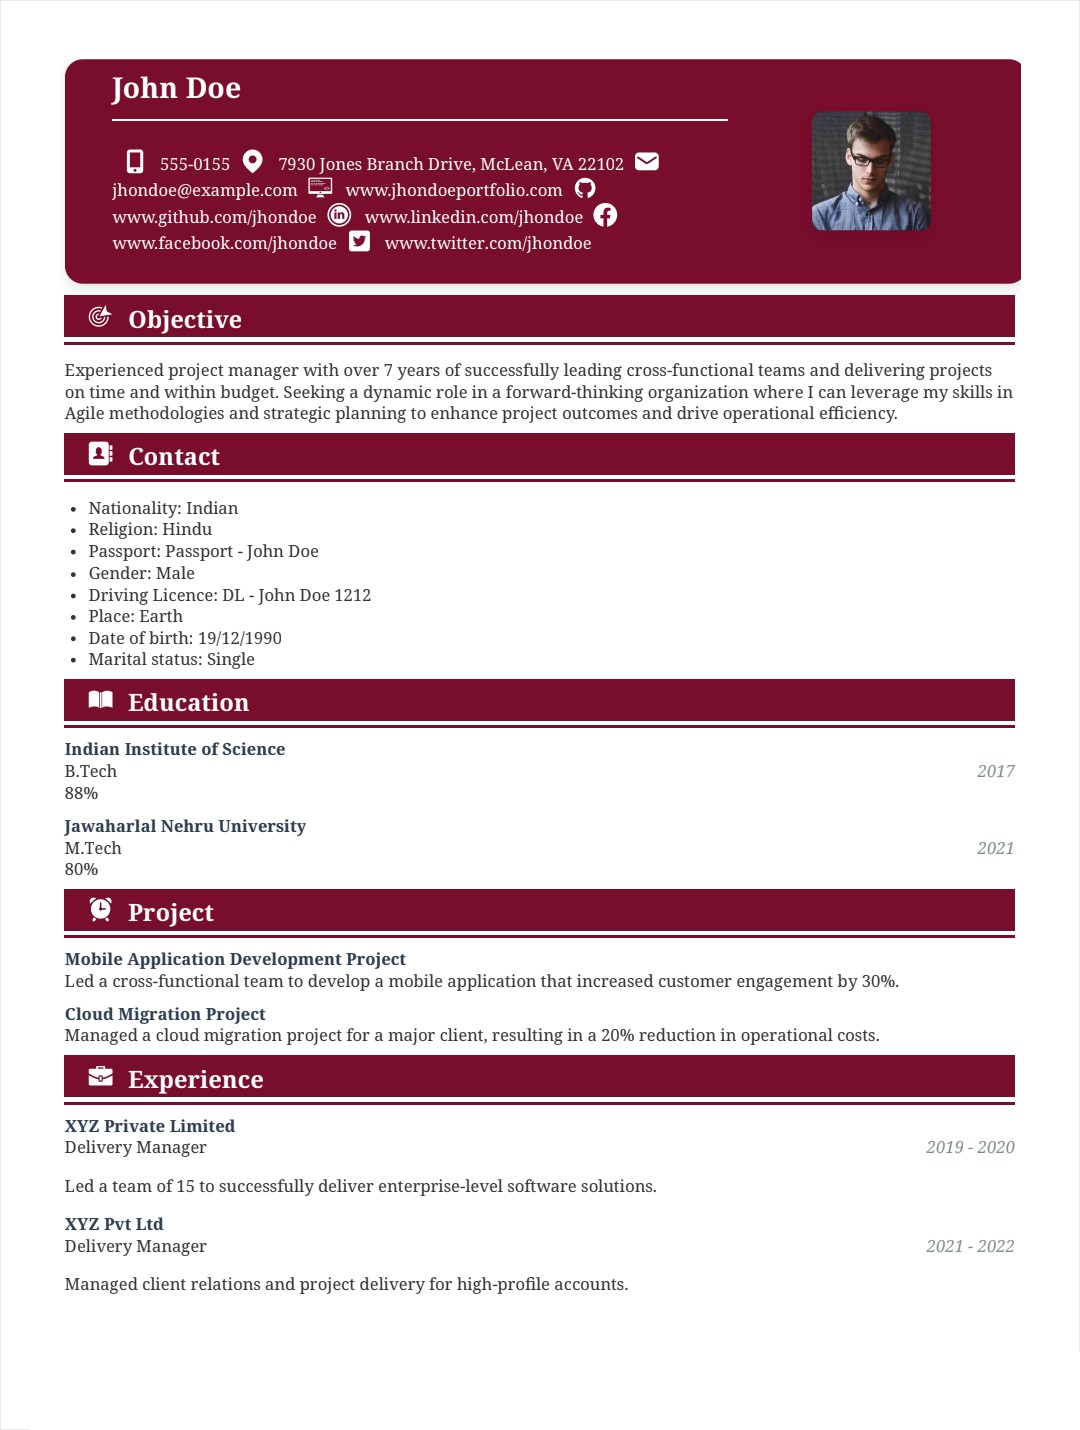 John Doe
555-0155 7930 Jones Branch Drive, McLean, VA 22102
jhondoe@example.com www.jhondoeportfolio.com
www.github.com/jhondoe www.linkedin.com/jhondoe
www.facebook.com/jhondoe www.twitter.com/jhondoe
Objective
Experienced project manager with over 7 years of successfully leading cross-functional teams and delivering projects
on time and within budget. Seeking a dynamic role in a forward-thinking organization where I can leverage my skills in
Agile methodologies and strategic planning to enhance project outcomes and drive operational efficiency.
Contact
• Nationality: Indian
• Religion: Hindu
• Passport: Passport - John Doe
• Gender: Male
• Driving Licence: DL - John Doe 1212
• Place: Earth
• Date of birth: 19/12/1990
• Marital status: Single
Education
Indian Institute of Science
B.Tech 2017
88%
Jawaharlal Nehru University
M.Tech 2021
80%
Project
Mobile Application Development Project
Led a cross-functional team to develop a mobile application that increased customer engagement by 30%.
Cloud Migration Project
Managed a cloud migration project for a major client, resulting in a 20% reduction in operational costs.
Experience
XYZ Private Limited
Delivery Manager 2019 - 2020
Led a team of 15 to successfully deliver enterprise-level software solutions.
XYZ Pvt Ltd
Delivery Manager 2021 - 2022
Managed client relations and project delivery for high-profile accounts.